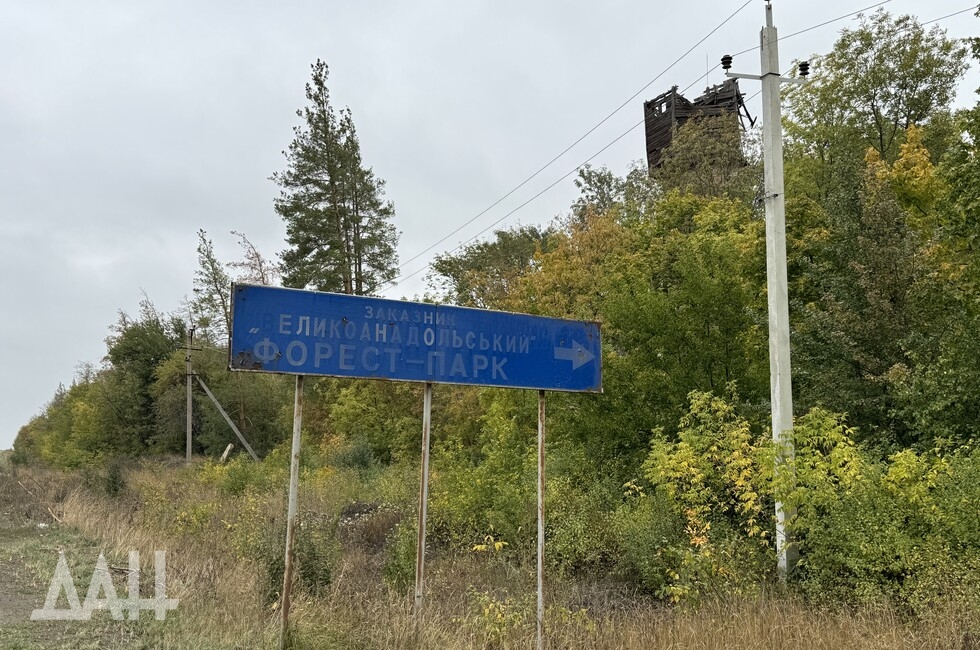 ЗАКАЗНИК
"ЕЛИКОАНАДОЛЬСЬКИЙ"
ФОРЕСТ-ПАРК
ДАН